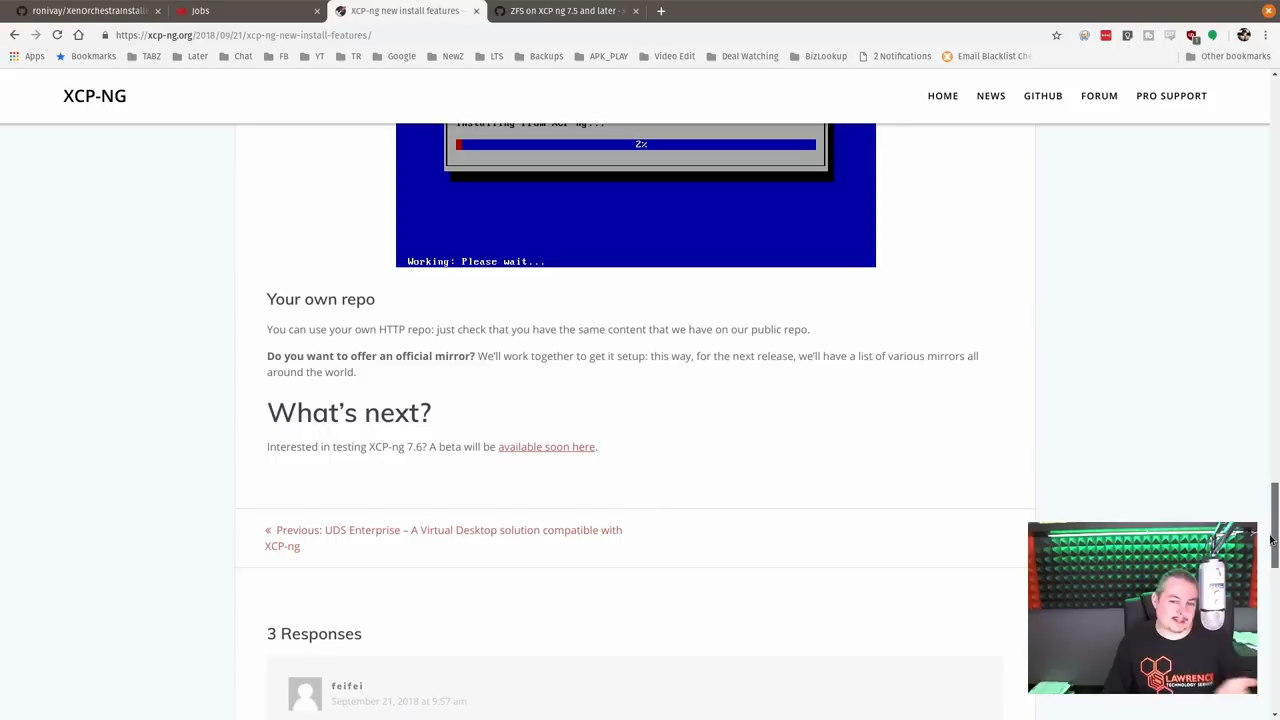 ronivay/XenOrchestraInstalle
jobs
XCP-ng new install features -
ZFS on XCP ng 7.5 and later - x
https://xcp-ng.org/2018/09/21/xcp-ng-new-install-features/
Apps
Bookmarks
TABZ
Later
Chat
FB
YT
TR
Google
NewZ
LTS
Backups
APK_PLAY
Video Edit
Deal Watching
BizLookup
2 Notifications
Email Blacklist Che
Other bookmarks
XCP-NG
HOME
NEWS
GITHUB
FORUM
PRO SUPPORT
Installing from XCP-ng...
2%
Working: Please wait...
Your own repo
You can use your own HTTP repo: just check that you have the same content that we have on our public repo.
Do you want to offer an official mirror? We'll work together to get it setup: this way, for the next release, we'll have a list of various mirrors all
around the world.
What's next?
Interested in testing XCP-ng 7.6? A beta will be available soon here.
« Previous: UDS Enterprise – A Virtual Desktop solution compatible with
XCP-ng
3 Responses
feifei
September 21, 2018 at 9:57 am
LAWRENCE
TECHNOLOGY SERVICES